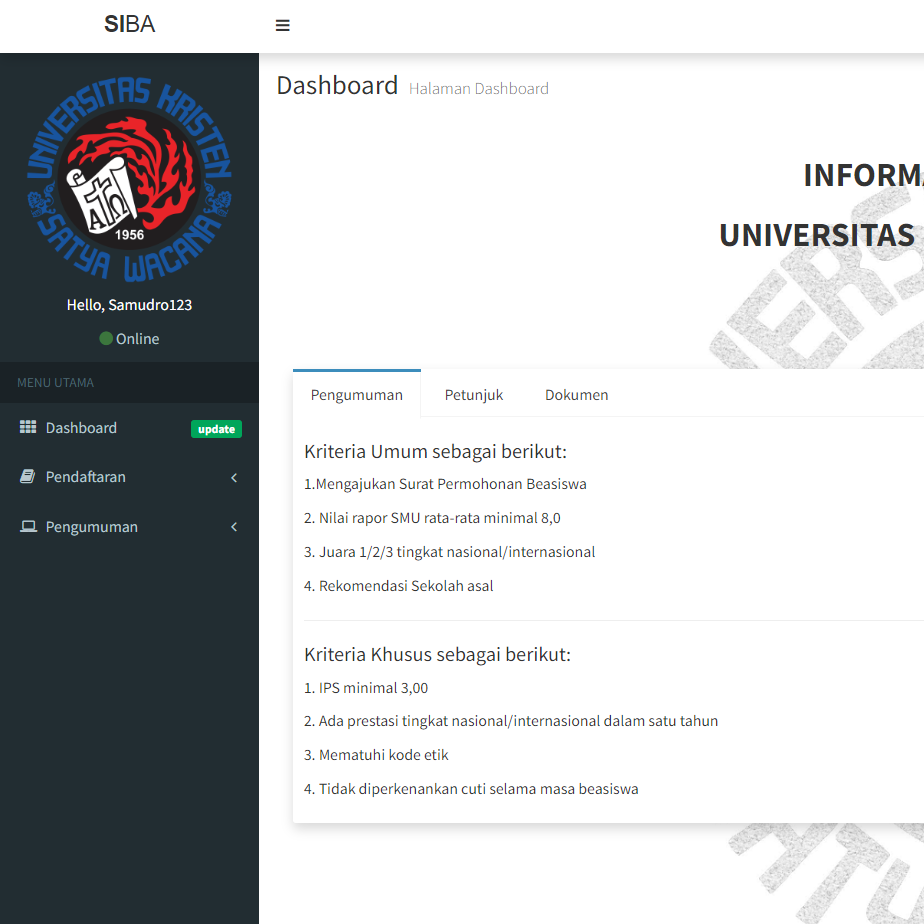 SIBA
Dashboard Halaman Dashboard
UNIVERSITAS KRISTEN
SATYA WACANA
1956
Hello, Samudro123
Online
MENU UTAMA
Dashboard update
Pendaftaran
Pengumuman
INFORMA
UNIVERSITAS
Pengumuman Petunjuk Dokumen
Kriteria Umum sebagai berikut:
1.Mengajukan Surat Permohonan Beasiswa
2. Nilai rapor SMU rata-rata minimal 8,0
3. Juara 1/2/3 tingkat nasional/internasional
4. Rekomendasi Sekolah asal
Kriteria Khusus sebagai berikut:
1. IPS minimal 3,00
2. Ada prestasi tingkat nasional/internasional dalam satu tahun
3. Mematuhi kode etik
4. Tidak diperkenankan cuti selama masa beasiswa